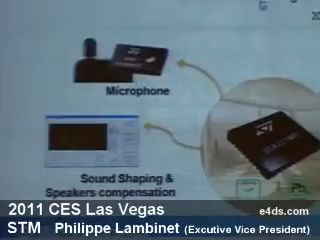 Microphone
Sound Shaping &
Speakers compensation
2011 CES Las Vegas
e4ds.com
STM Philippe Lambinet (Excutive Vice President)